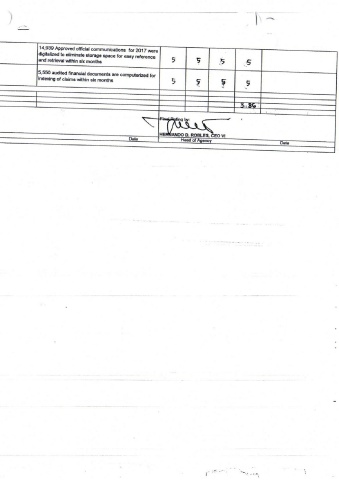 14,939 Approved official communications for 2017 were
digitalized to eliminate storage space for easy reference
and retrieval within six months
5 5 5 5
5,550 audited financial documents are computarized for
indexing of claims within six months
5 5 5 5
3.86
Final Rating by:
HERNANDO D. ROBLES, CEO VI
Date Head of Agency Date